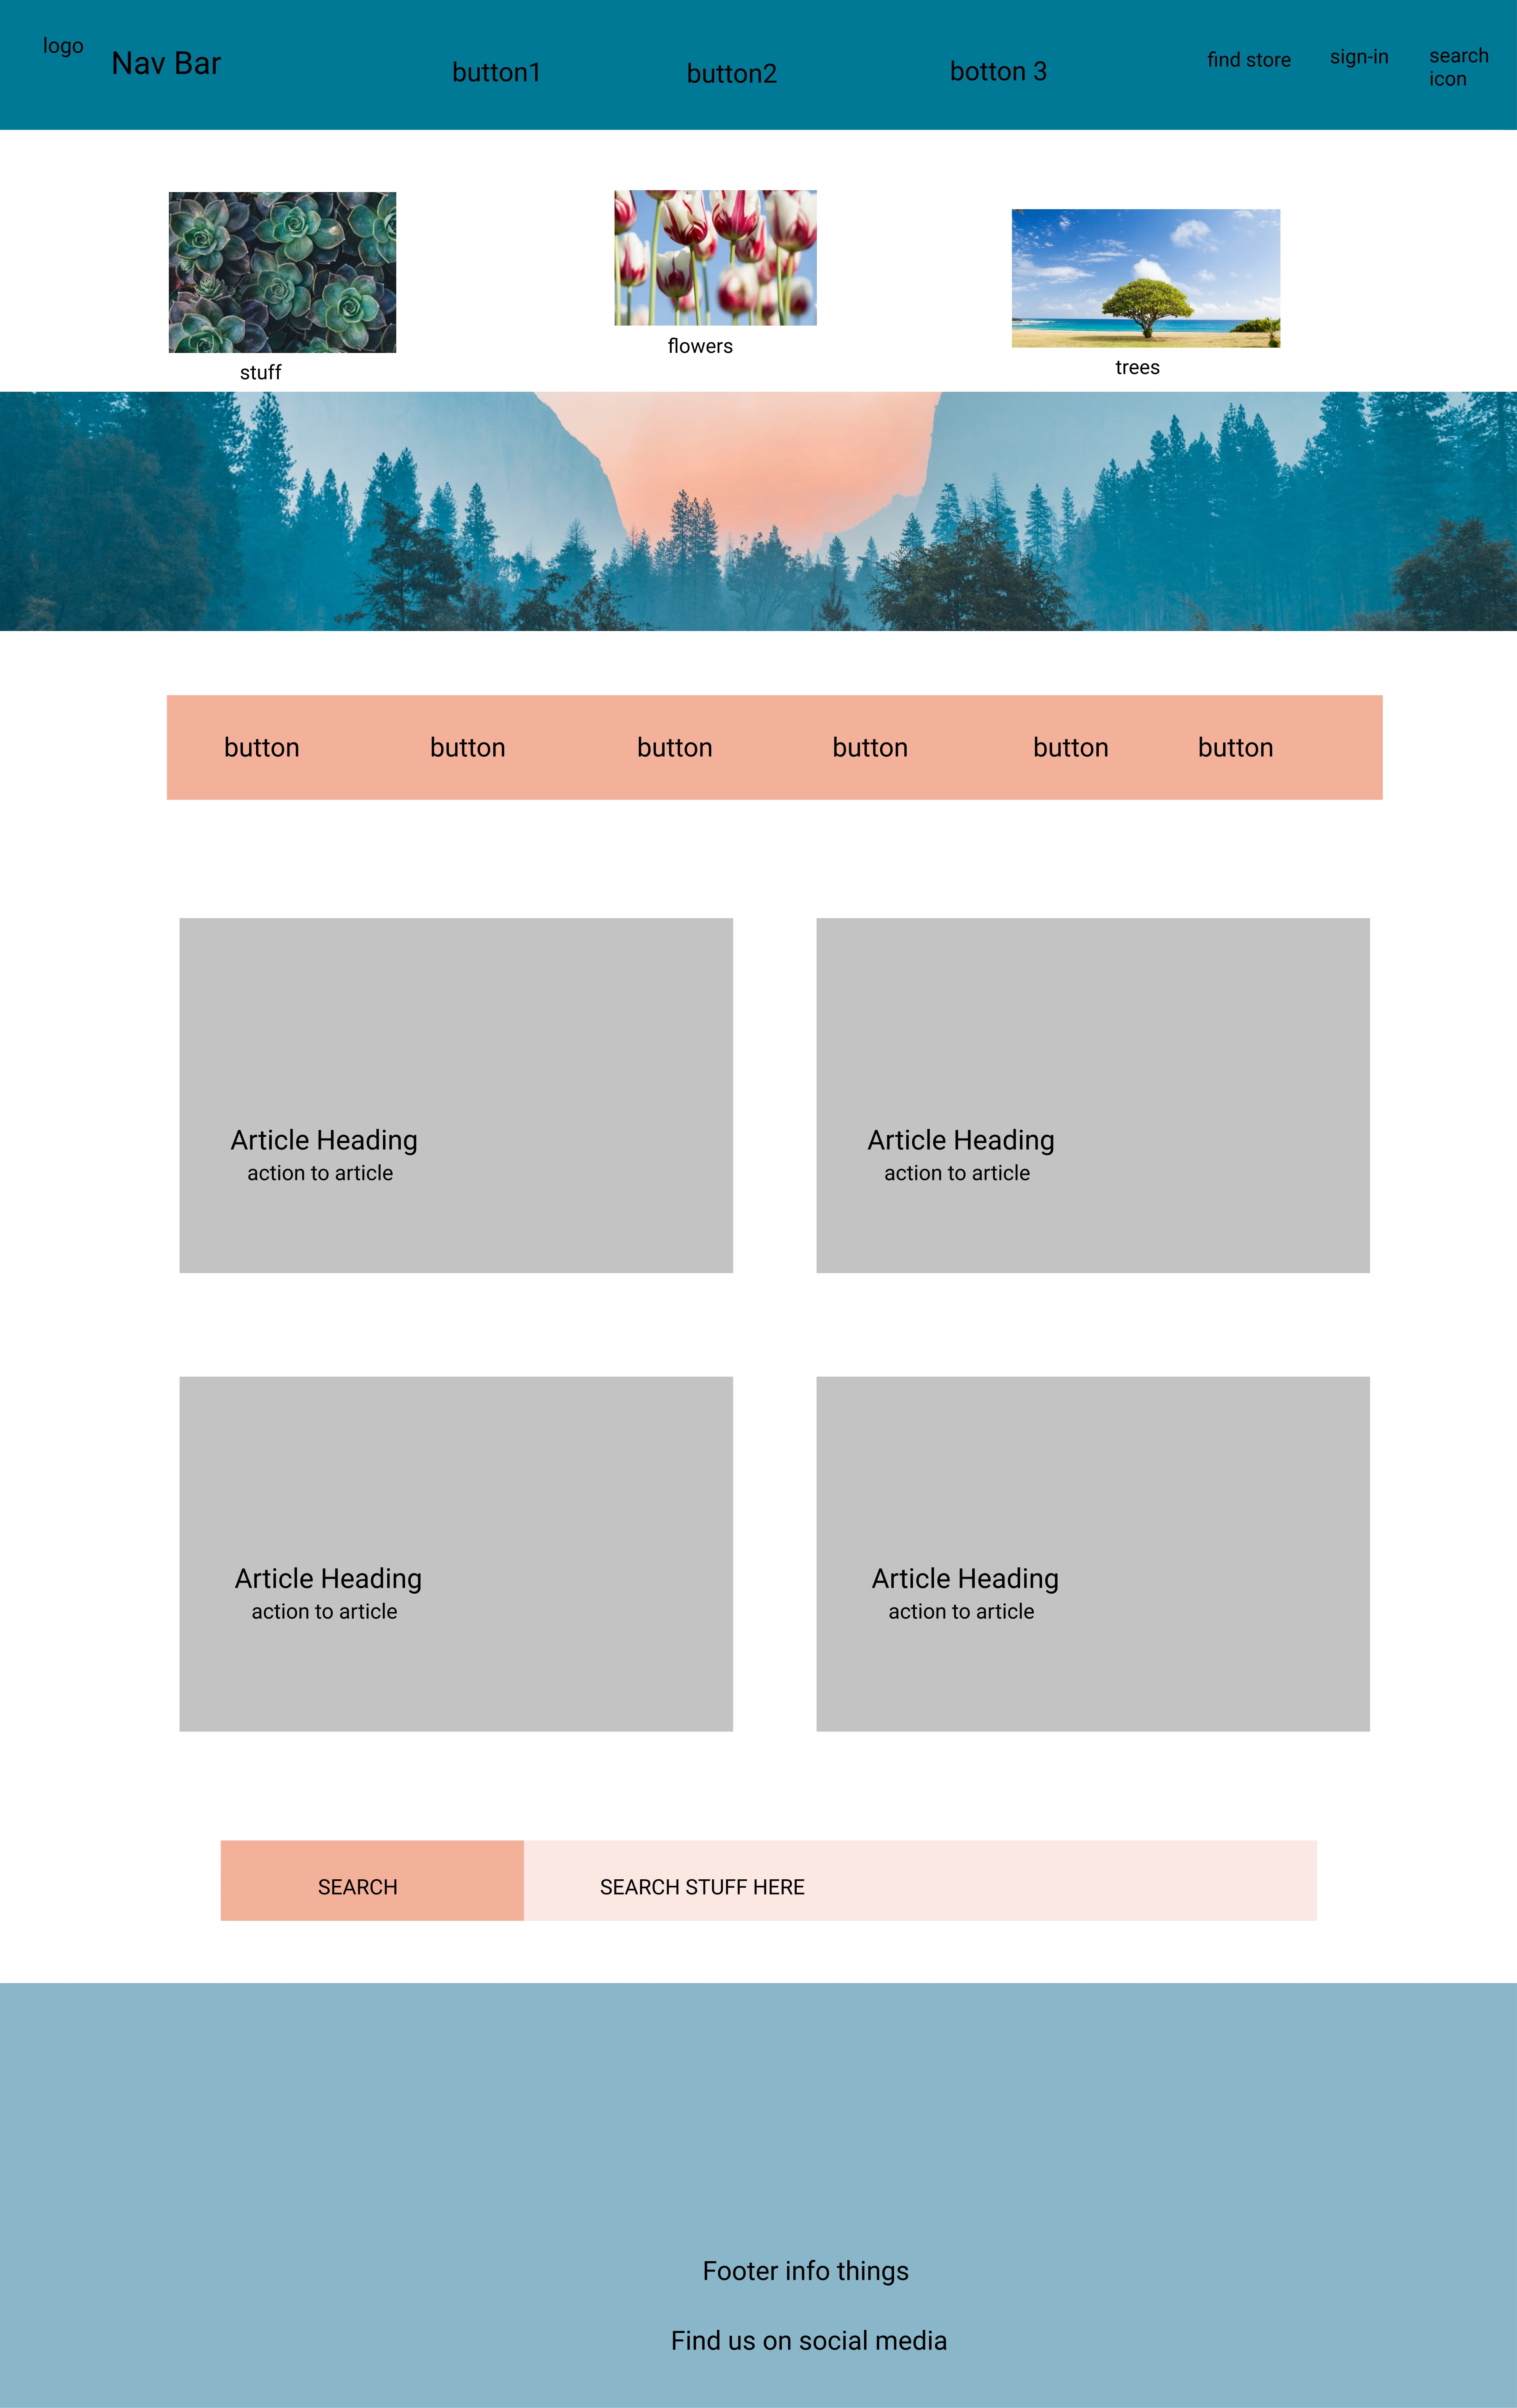 logo
Nav Bar
button1
button2
botton 3
find store
sign-in
search
icon
stuff
flowers
trees
button
button
button
button
button
button
Article Heading
action to article
Article Heading
action to article
Article Heading
action to article
Article Heading
action to article
SEARCH
SEARCH STUFF HERE
Footer info things
Find us on social media